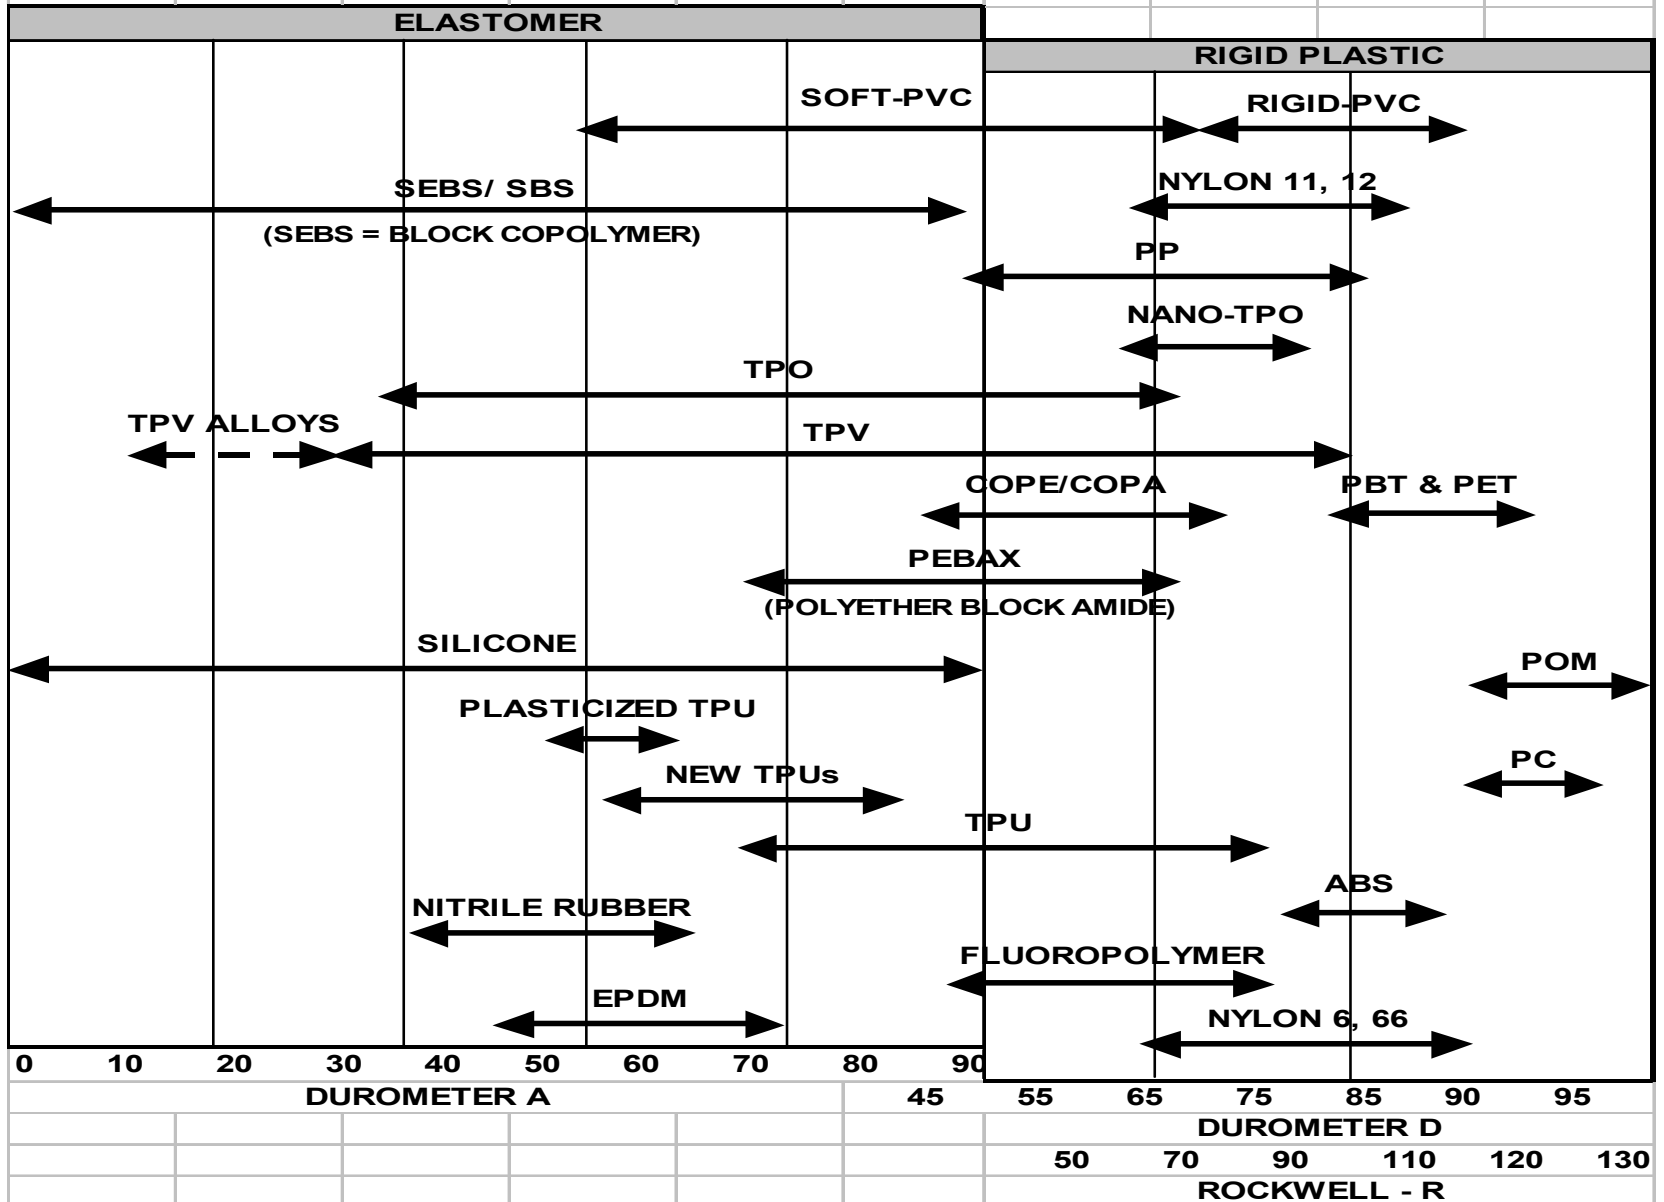 ELASTOMER
RIGID PLASTIC
SOFT-PVC
RIGID-PVC
SEBS/ SBS
NYLON 11, 12
(SEBS = BLOCK COPOLYMER)
PP
NANO-TPO
TPO
TPV ALLOYS
TPV
COPE/COPA
PBT & PET
PEBAX
(POLYETHER BLOCK AMIDE)
SILICONE
POM
PLASTICIZED TPU
PC
NEW TPUs
TPU
ABS
NITRILE RUBBER
FLUOROPOLYMER
EPDM
NYLON 6, 66
0 10 20 30 40 50 60 70 80 90
DUROMETER A 45 55 65 75 85 90 95
DUROMETER D
50 70 90 110 120 130
ROCKWELL - R